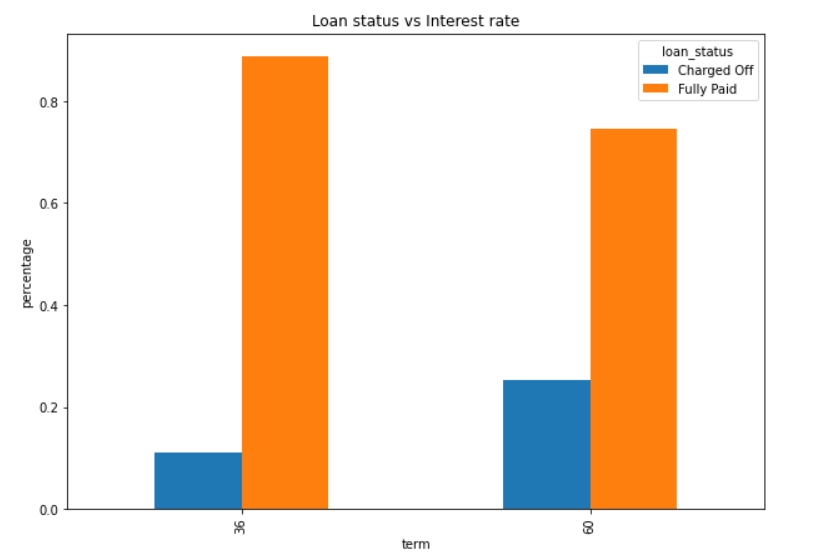 Loan status vs Interest rate
loan_status
Charged Off
Fully Paid
percentage
0.8
0.6
0.4
0.2
0.0
36
60
term